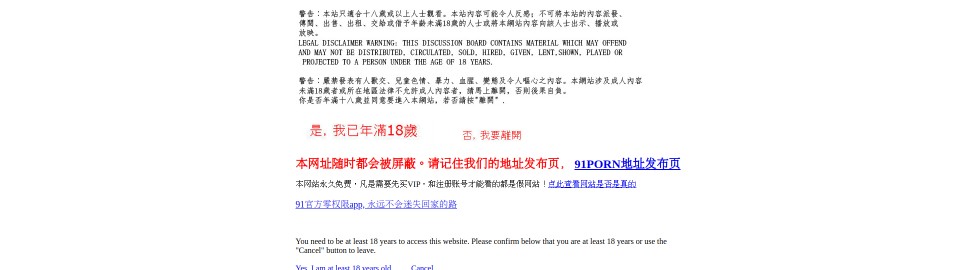 警告：本站只適合十八歲或以上人士觀看。本站內容可能令人反感；不可將本站的內容派發、
傳閱、出售、出租、交給或借予年齡未滿18歲的人士或將本網站內容向該人士出示、播放或
放映。
LEGAL DISCLAIMER WARNING: THIS DISCUSSION BOARD CONTAINS MATERIAL WHICH MAY OFFEND
AND MAY NOT BE DISTRIBUTED, CIRCULATED, SOLD, HIRED, GIVEN, LENT,SHOWN, PLAYED OR
PROJECTED TO A PERSON UNDER THE AGE OF 18 YEARS.
警告：嚴禁發表有人獸交、兒童色情、暴力、血腥、變態及令人嘔心之內容。本網站涉及成人內容
未滿18歲者或所在地區法律不允許成人內容者，請馬上離開，否則後果自負。
你是否年滿十八歲並同意要進入本網站，若否請按"離開"．
是, 我已年滿18歲 否, 我要離開
本网址随时都会被屏蔽。请记住我们的地址发布页， 91PORN地址发布页
本网站永久免费，凡是需要先买VIP，和注册账号才能看的都是假网站！点此查看网站是否是真的
91官方零权限app, 永远不会迷失回家的路
You need to be at least 18 years to access this website. Please confirm below that you are at least 18 years or use the
"Cancel" button to leave.
Yes, I am at least 18 years old Cancel